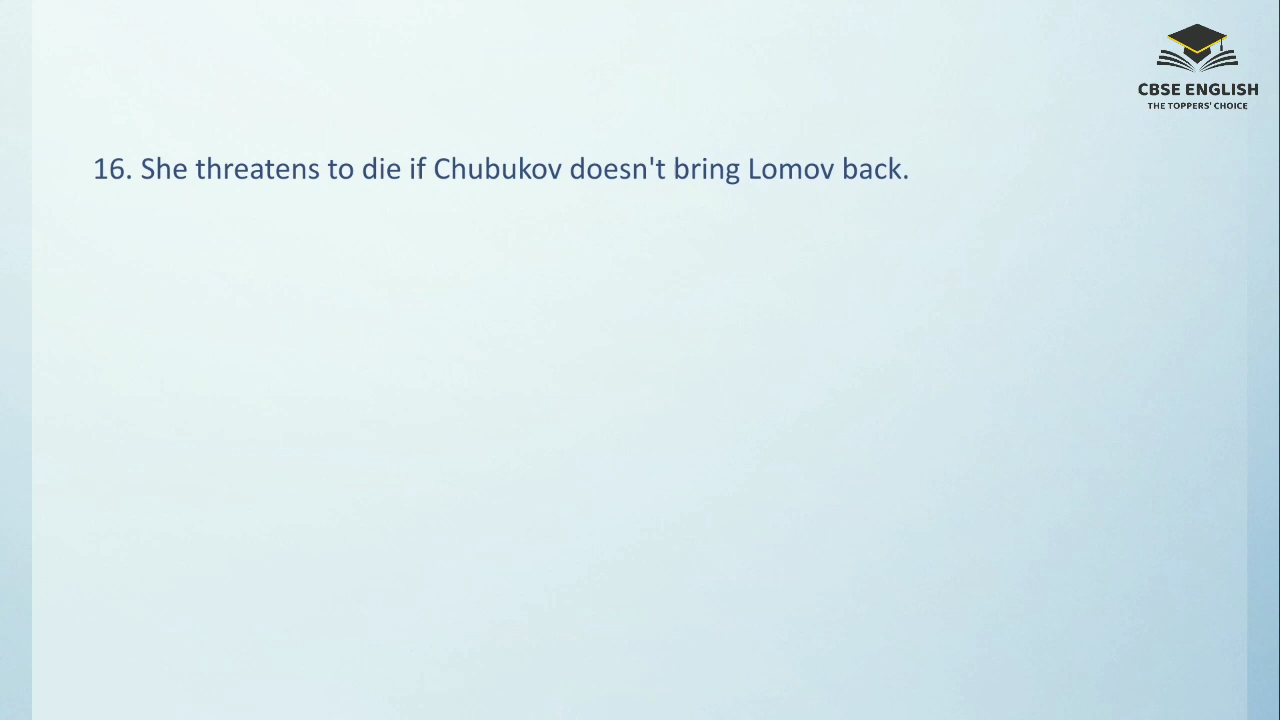 CBSE ENGLISH
THE TOPPERS' CHOICE
16. She threatens to die if Chubukov doesn't bring Lomov back.